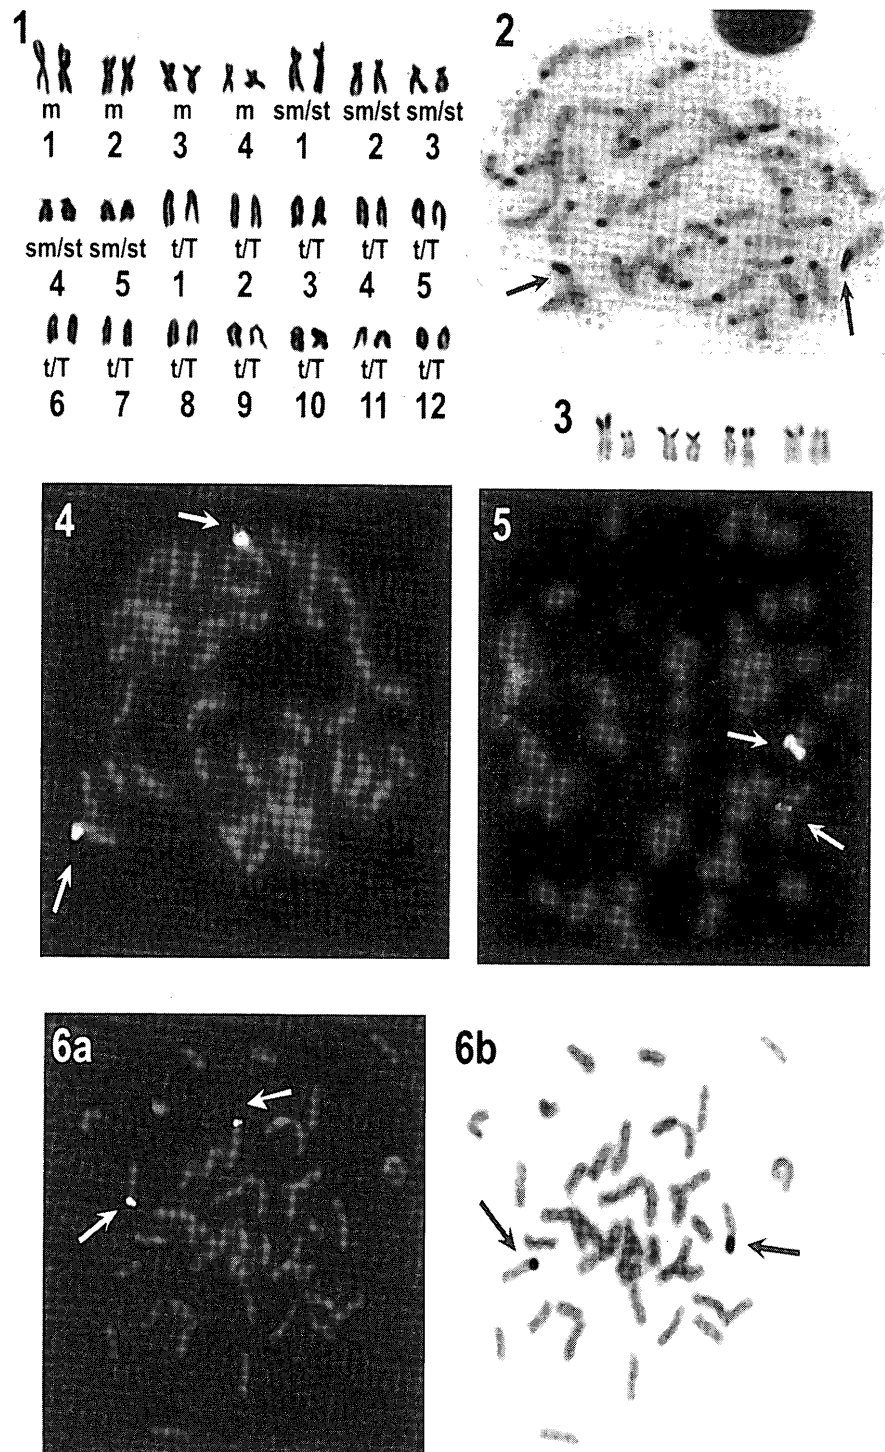 1
m m m m sm/st sm/st sm/st
1 2 3 4 1 2 3
sm/st sm/st t/T t/T t/T t/T t/T
4 5 1 2 3 4 5
t/T t/T t/T t/T t/T t/T t/T
6 7 8 9 10 11 12
2
3
4
5
6a
6b